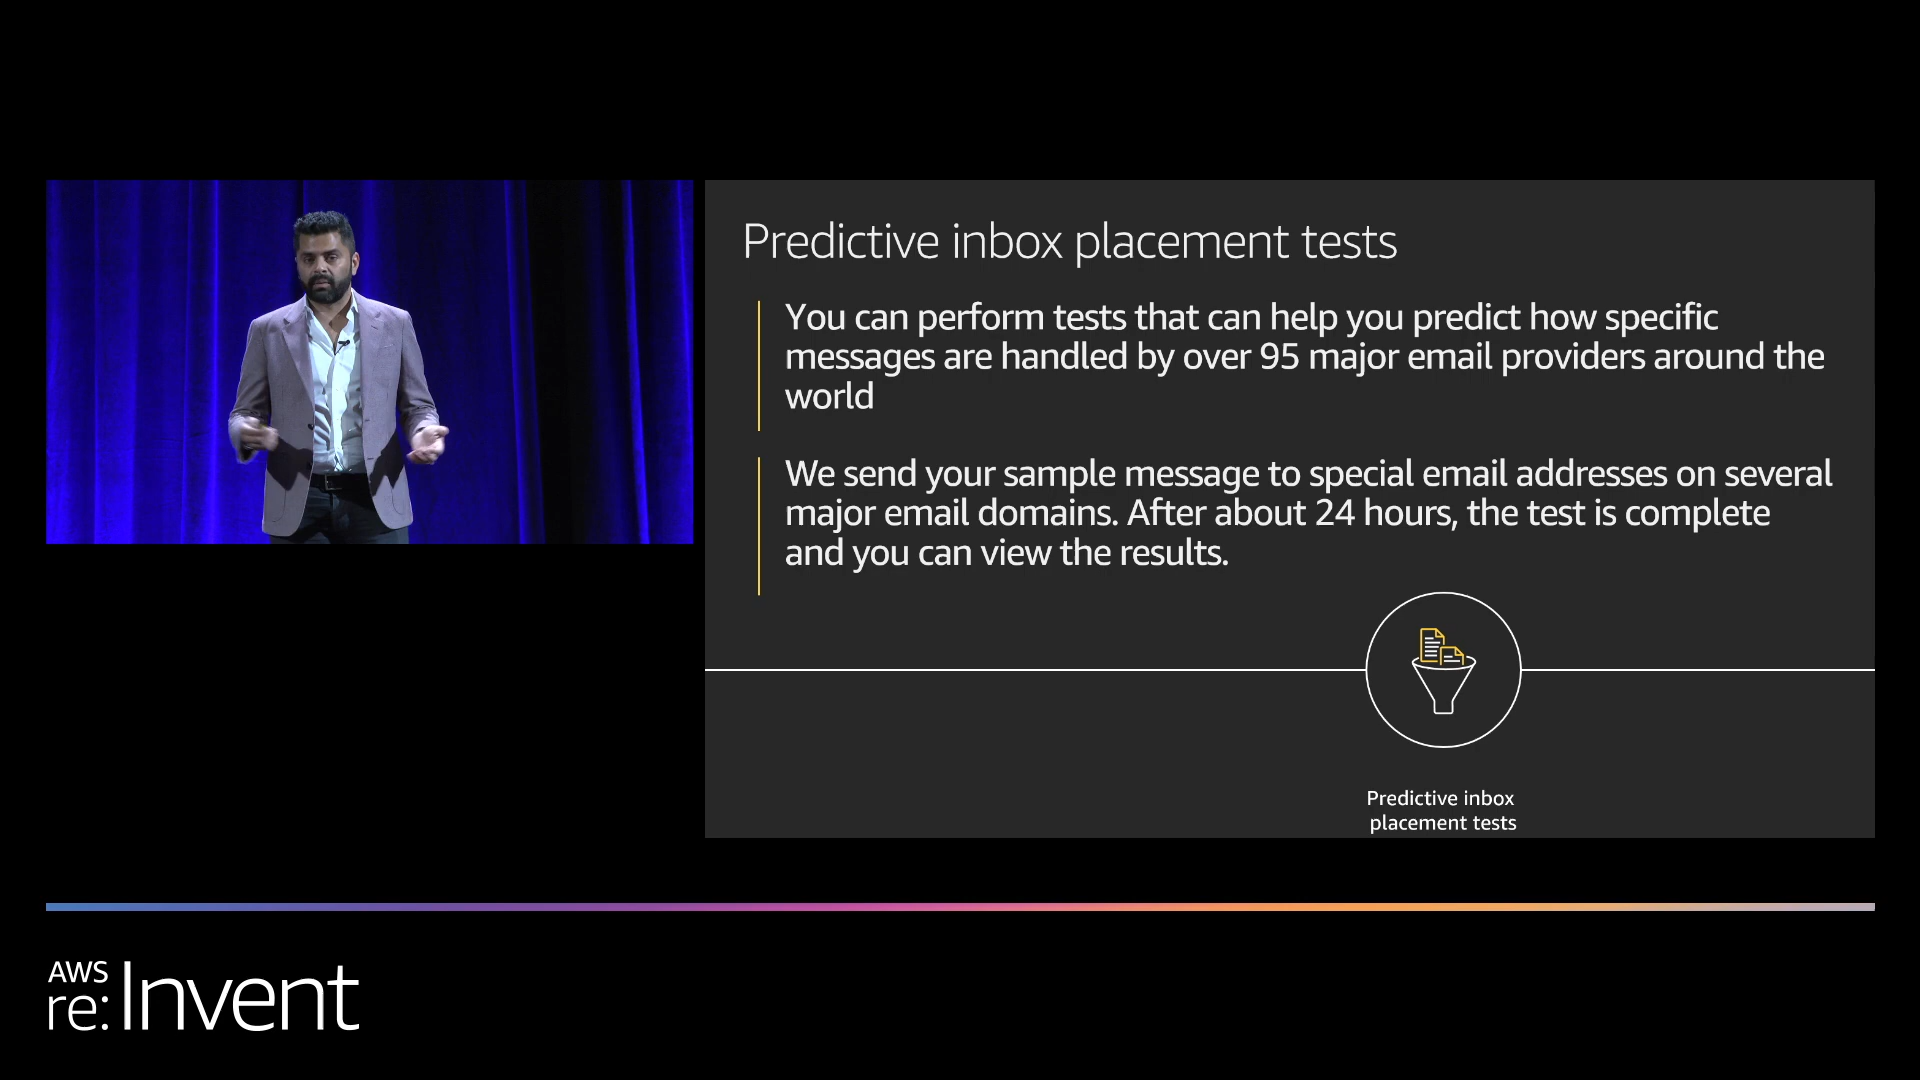 Predictive inbox placement tests
You can perform tests that can help you predict how specific
messages are handled by over 95 major email providers around the
world
We send your sample message to special email addresses on several
major email domains. After about 24 hours, the test is complete
and you can view the results.
Predictive inbox
placement tests
AWS
re:Invent